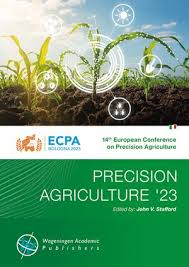 ECPA
BOLOGNA 2023
14th European Conference
on Precision Agriculture
PRECISION
AGRICULTURE '23
Edited by: John V. Stafford
Wageningen Academic
Publishers